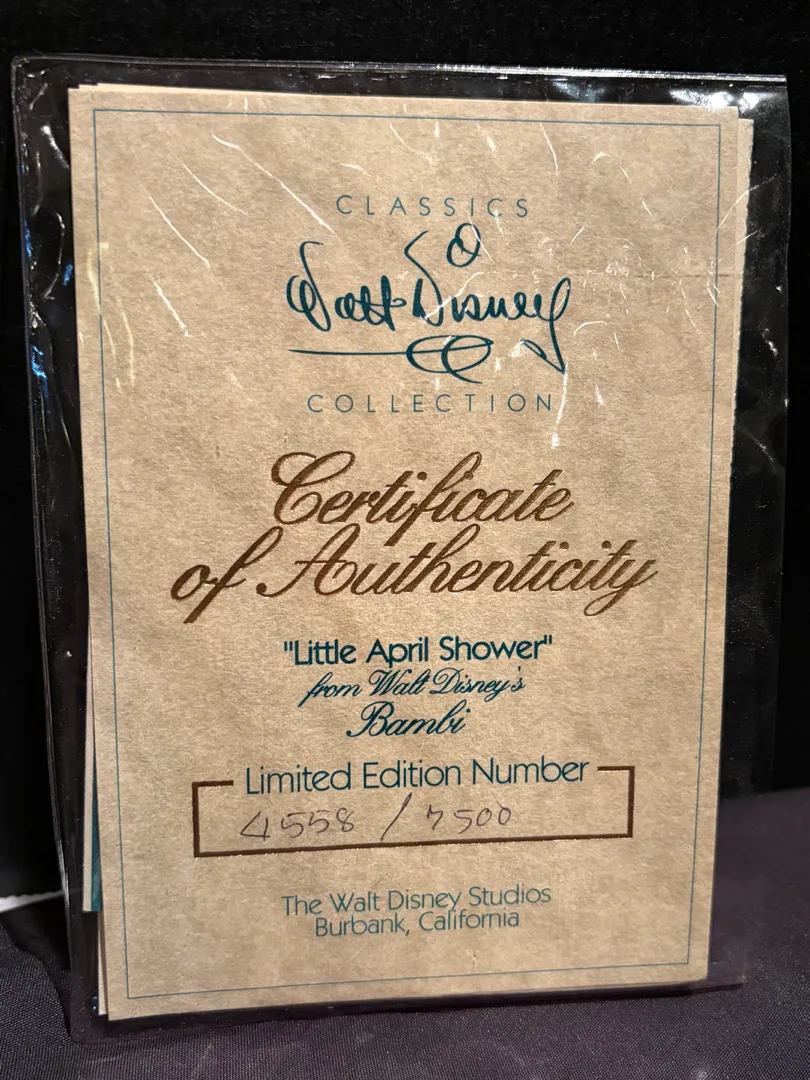 CLASSICS
Walt Disney
COLLECTION
Certificate
of Authenticity
"Little April Shower"
from Walt Disney's
Bambi
Limited Edition Number
4558 / 7500
The Walt Disney Studios
Burbank, California